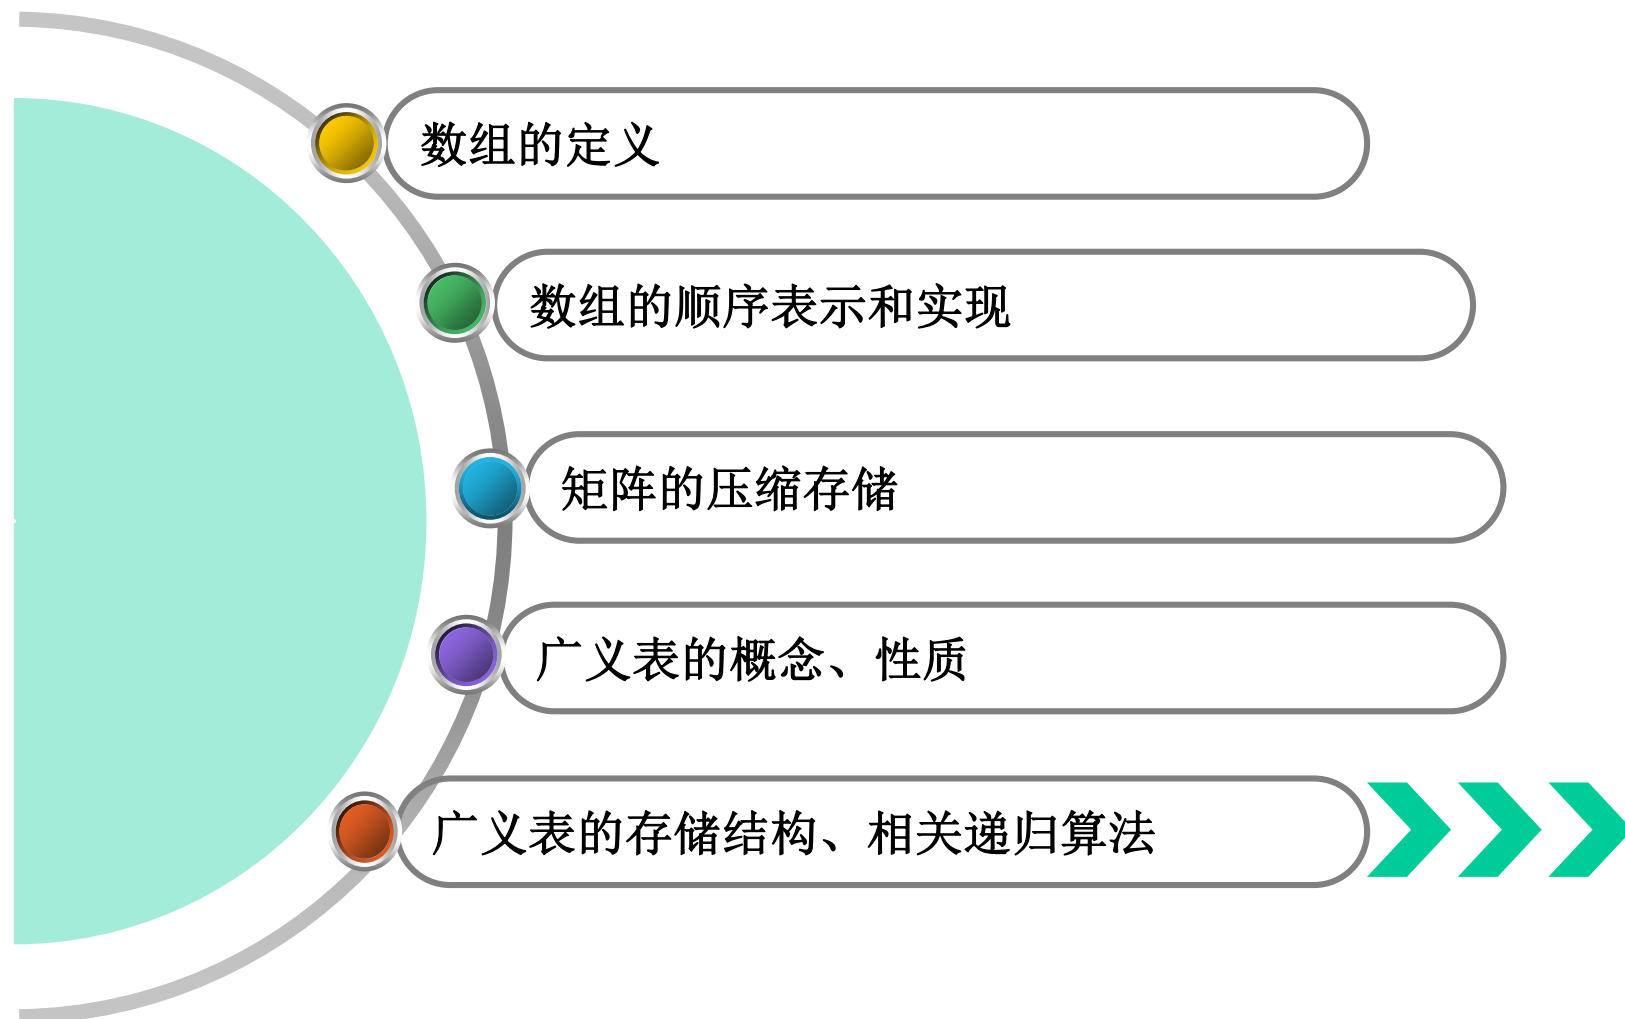 数组的定义
数组的顺序表示和实现
矩阵的压缩存储
广义表的概念、性质
广义表的存储结构、相关递归算法